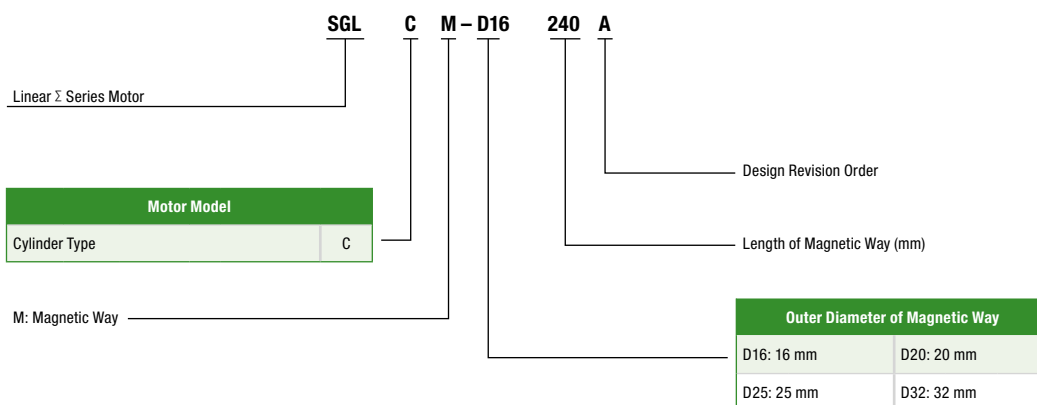 SGL C M – D16 240 A
Linear Σ Series Motor
Design Revision Order
Motor Model
Cylinder Type C
Length of Magnetic Way (mm)
M: Magnetic Way
Outer Diameter of Magnetic Way
D16: 16 mm D20: 20 mm
D25: 25 mm D32: 32 mm